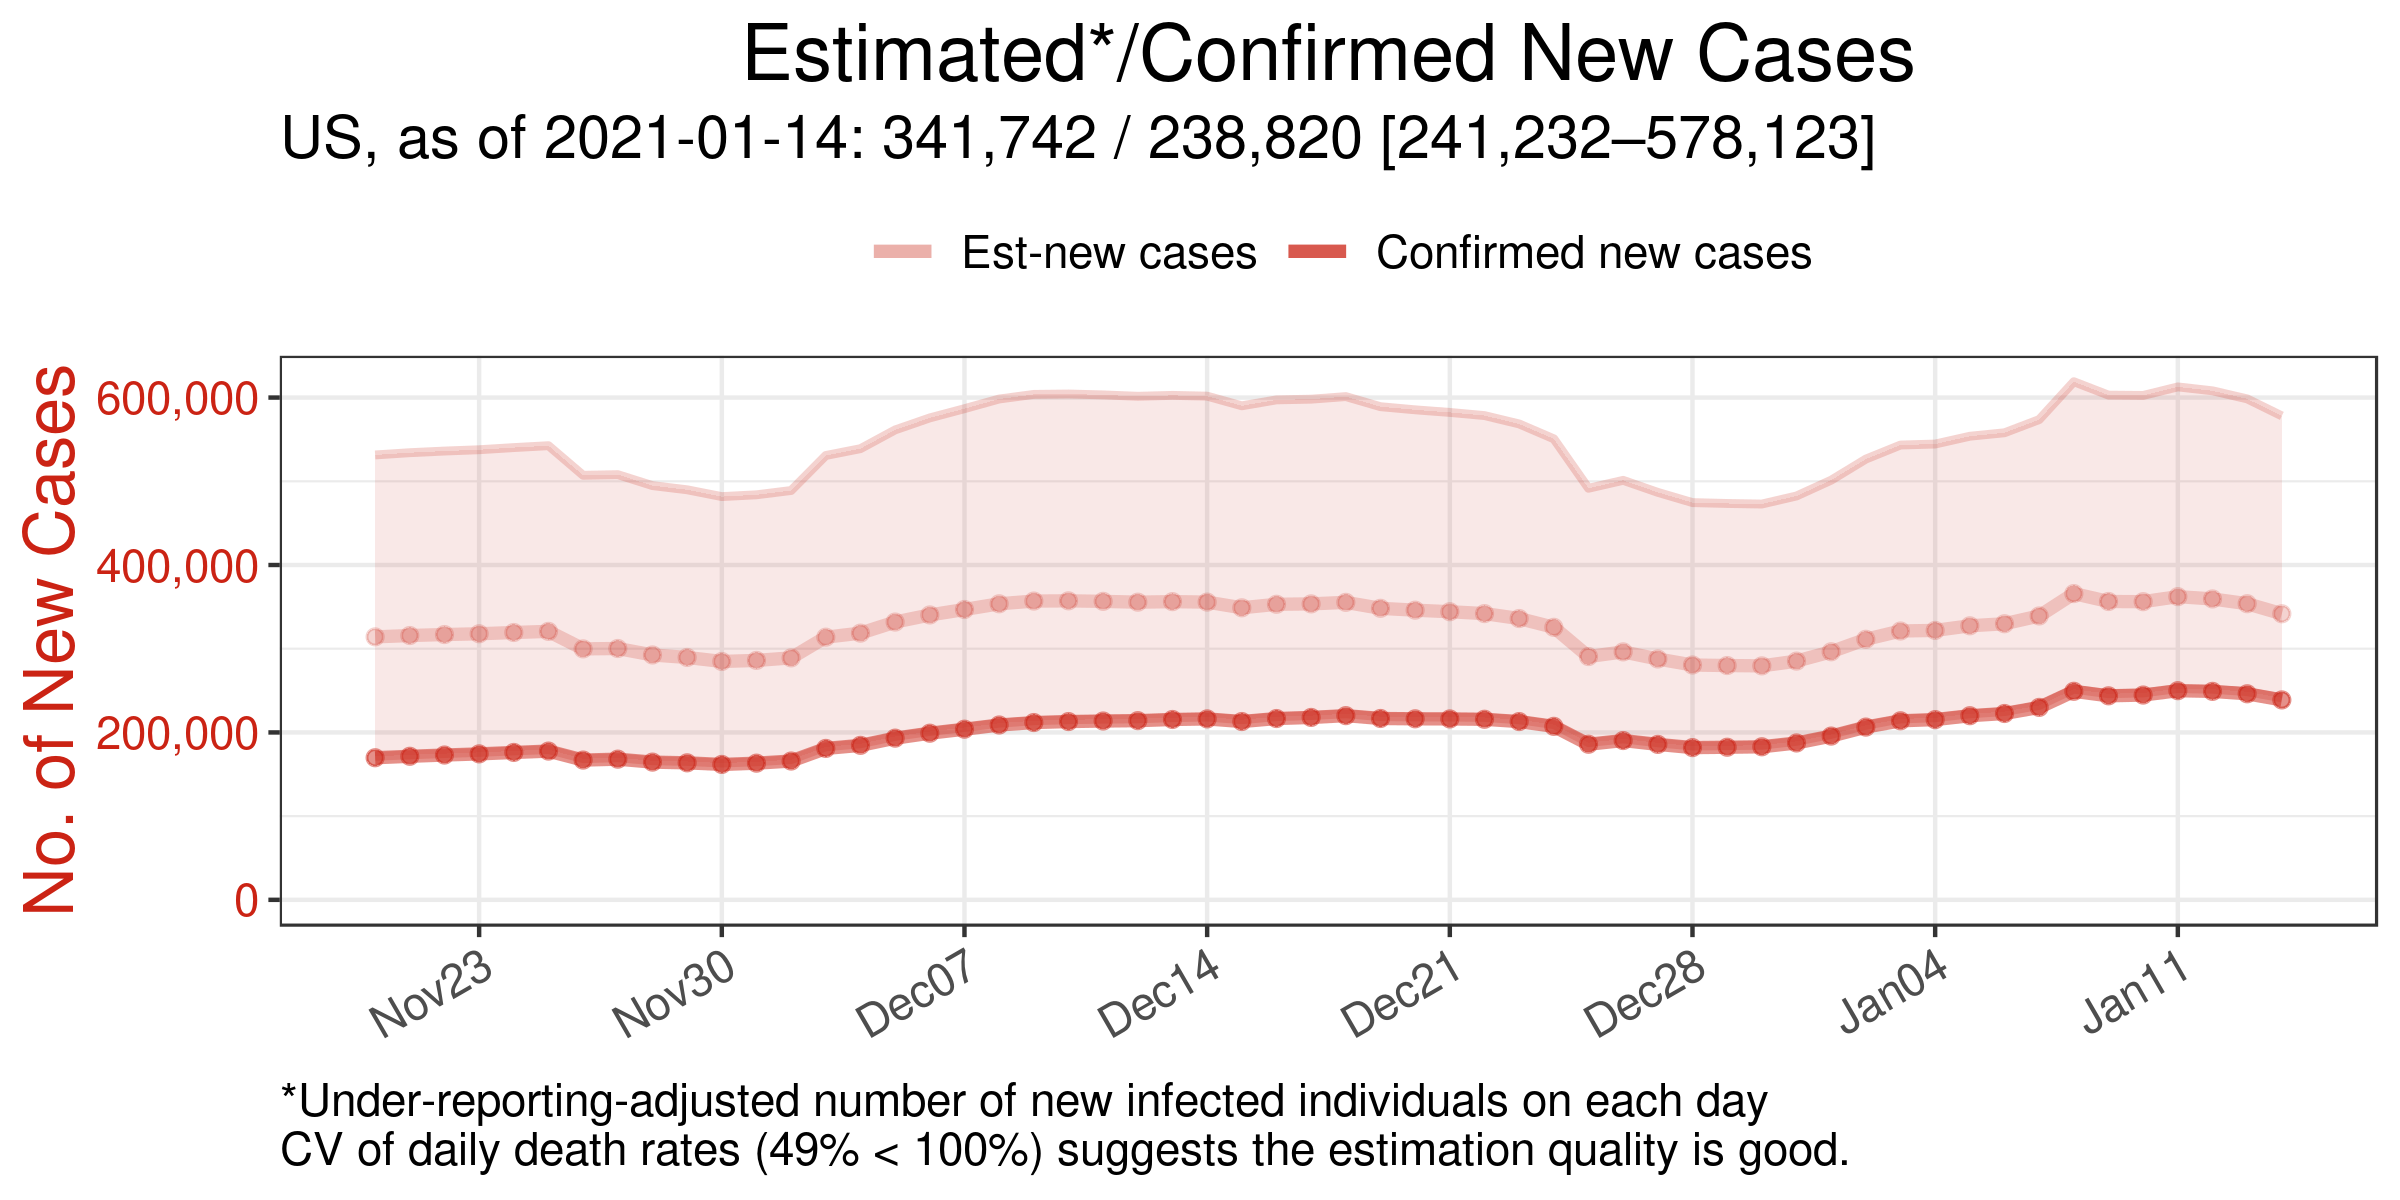 Estimated*/Confirmed New Cases
US, as of 2021-01-14: 341,742 / 238,820 [241,232–578,123]
Est-new cases
Confirmed new cases
No. of New Cases
600,000
400,000
200,000
0
Nov23
Nov30
Dec07
Dec14
Dec21
Dec28
Jan04
Jan11
*Under-reporting-adjusted number of new infected individuals on each day
CV of daily death rates (49% < 100%) suggests the estimation quality is good.